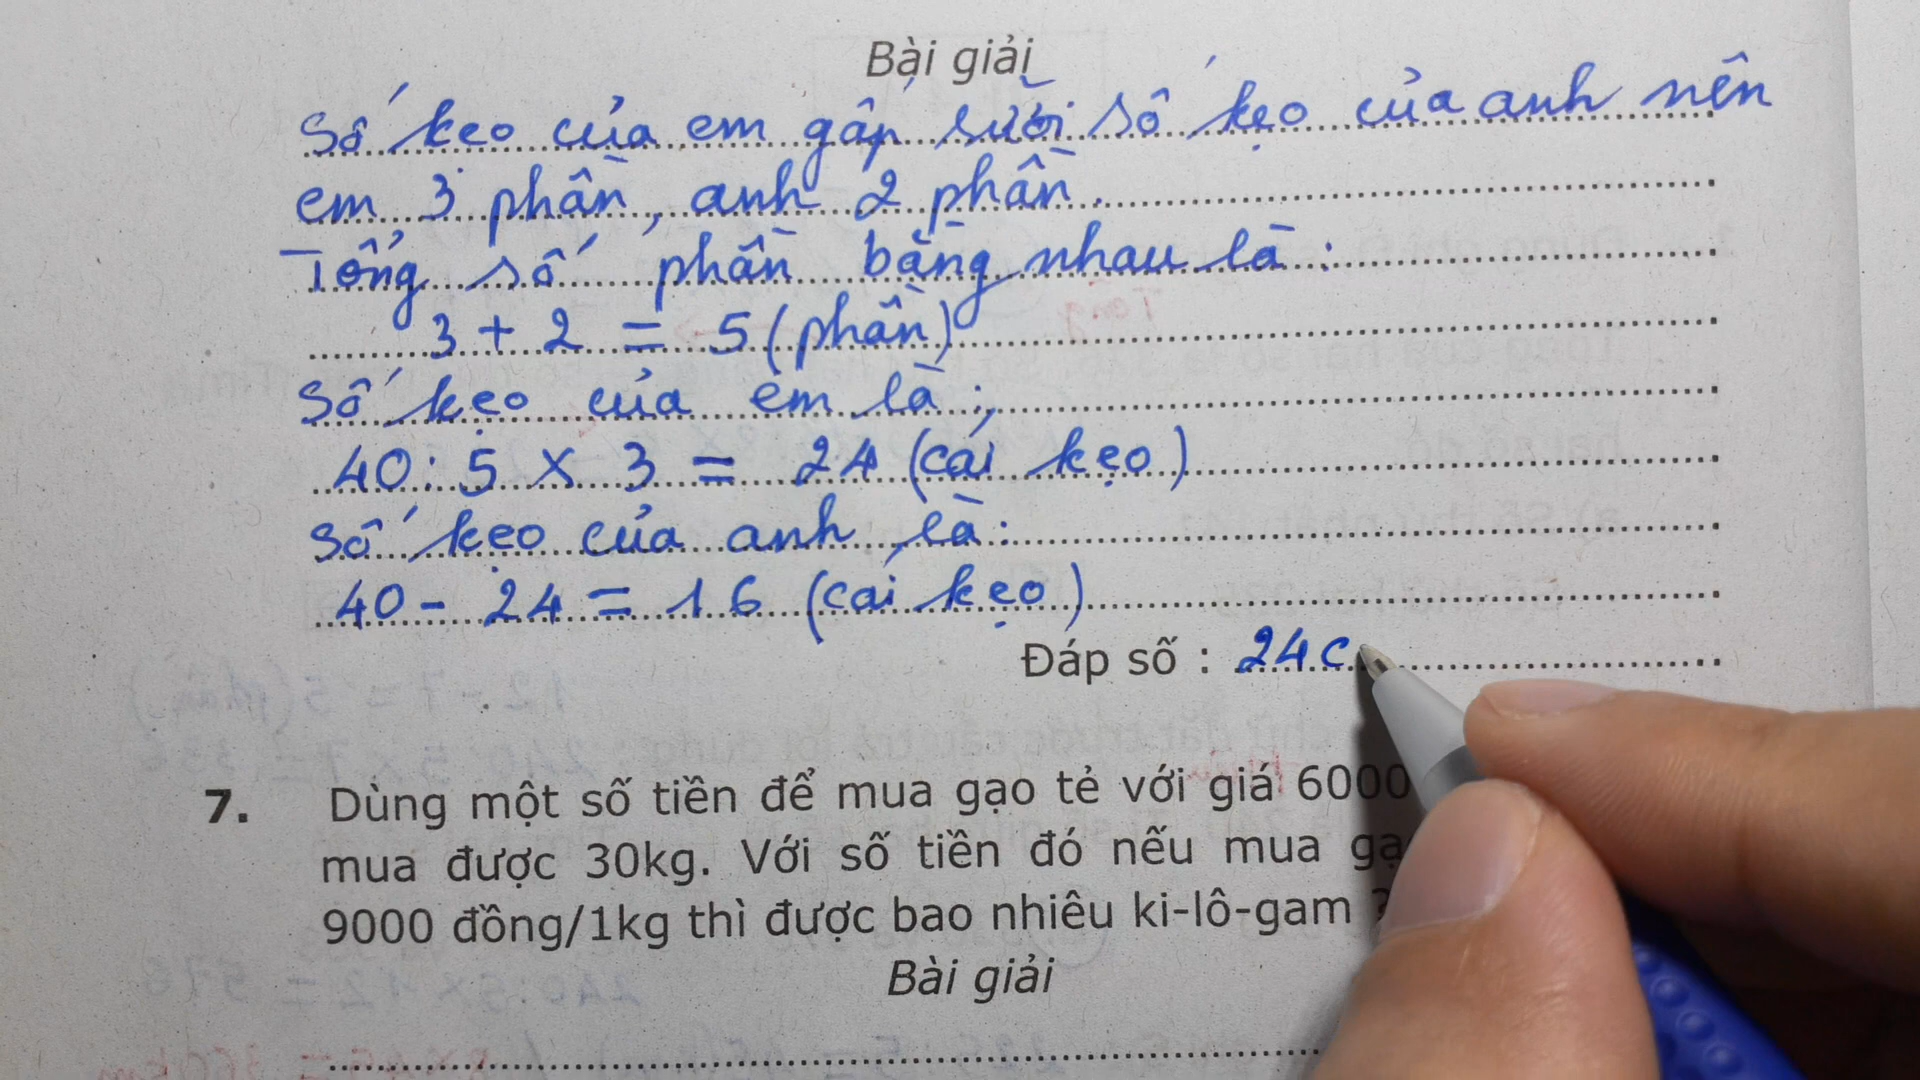 Bài giải
Số kẹo của em gấp rưỡi số kẹo của anh nên
em 3 phần, anh 2 phần.
Tổng số phần bằng nhau là:
3 + 2 = 5 (phần)
Số kẹo của em là:
40 : 5 x 3 = 24 (cái kẹo)
Số kẹo của anh là:
40 - 24 = 16 (cái kẹo)
Đáp số : 24 c
7. Dùng một số tiền để mua gạo tẻ với giá 6000
mua được 30kg. Với số tiền đó nếu mua
9000 đồng/1kg thì được bao nhiêu ki-lô-gam ?
Bài giải